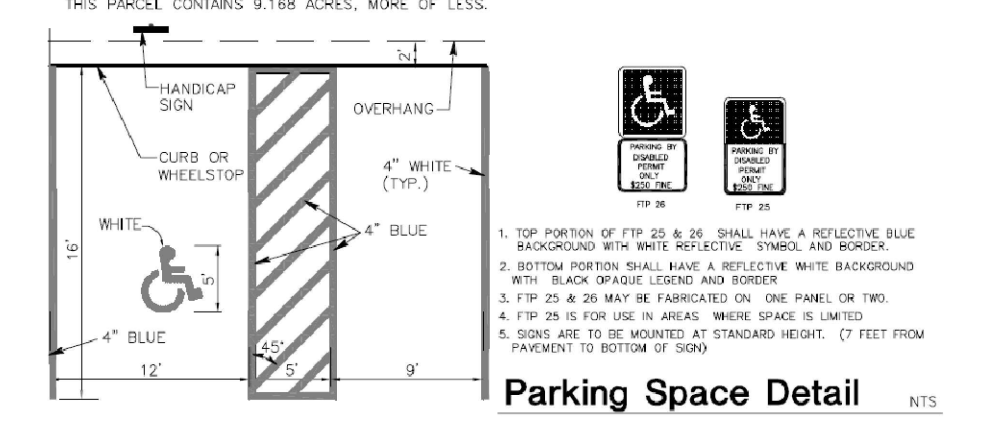 THIS PARCEL CONTAINS 9.168 ACRES, MORE OF LESS.
2'
HANDICAP
SIGN
OVERHANG
CURB OR
WHEELSTOP
4" WHITE
(TYP.)
WHITE
4" BLUE
16'
5'
4" BLUE
45°
12'
5'
9'
PARKING BY
DISABLED
PERMIT
ONLY
$250 FINE
FTP 26
PARKING BY
DISABLED
PERMIT
ONLY
$250 FINE
FTP 25
1. TOP PORTION OF FTP 25 & 26 SHALL HAVE A REFLECTIVE BLUE
BACKGROUND WITH WHITE REFLECTIVE SYMBOL AND BORDER.
2. BOTTOM PORTION SHALL HAVE A REFLECTIVE WHITE BACKGROUND
WITH BLACK OPAQUE LEGEND AND BORDER
3. FTP 25 & 26 MAY BE FABRICATED ON ONE PANEL OR TWO.
4. FTP 25 IS FOR USE IN AREAS WHERE SPACE IS LIMITED
5. SIGNS ARE TO BE MOUNTED AT STANDARD HEIGHT. (7 FEET FROM
PAVEMENT TO BOTTOM OF SIGN)
Parking Space Detail NTS